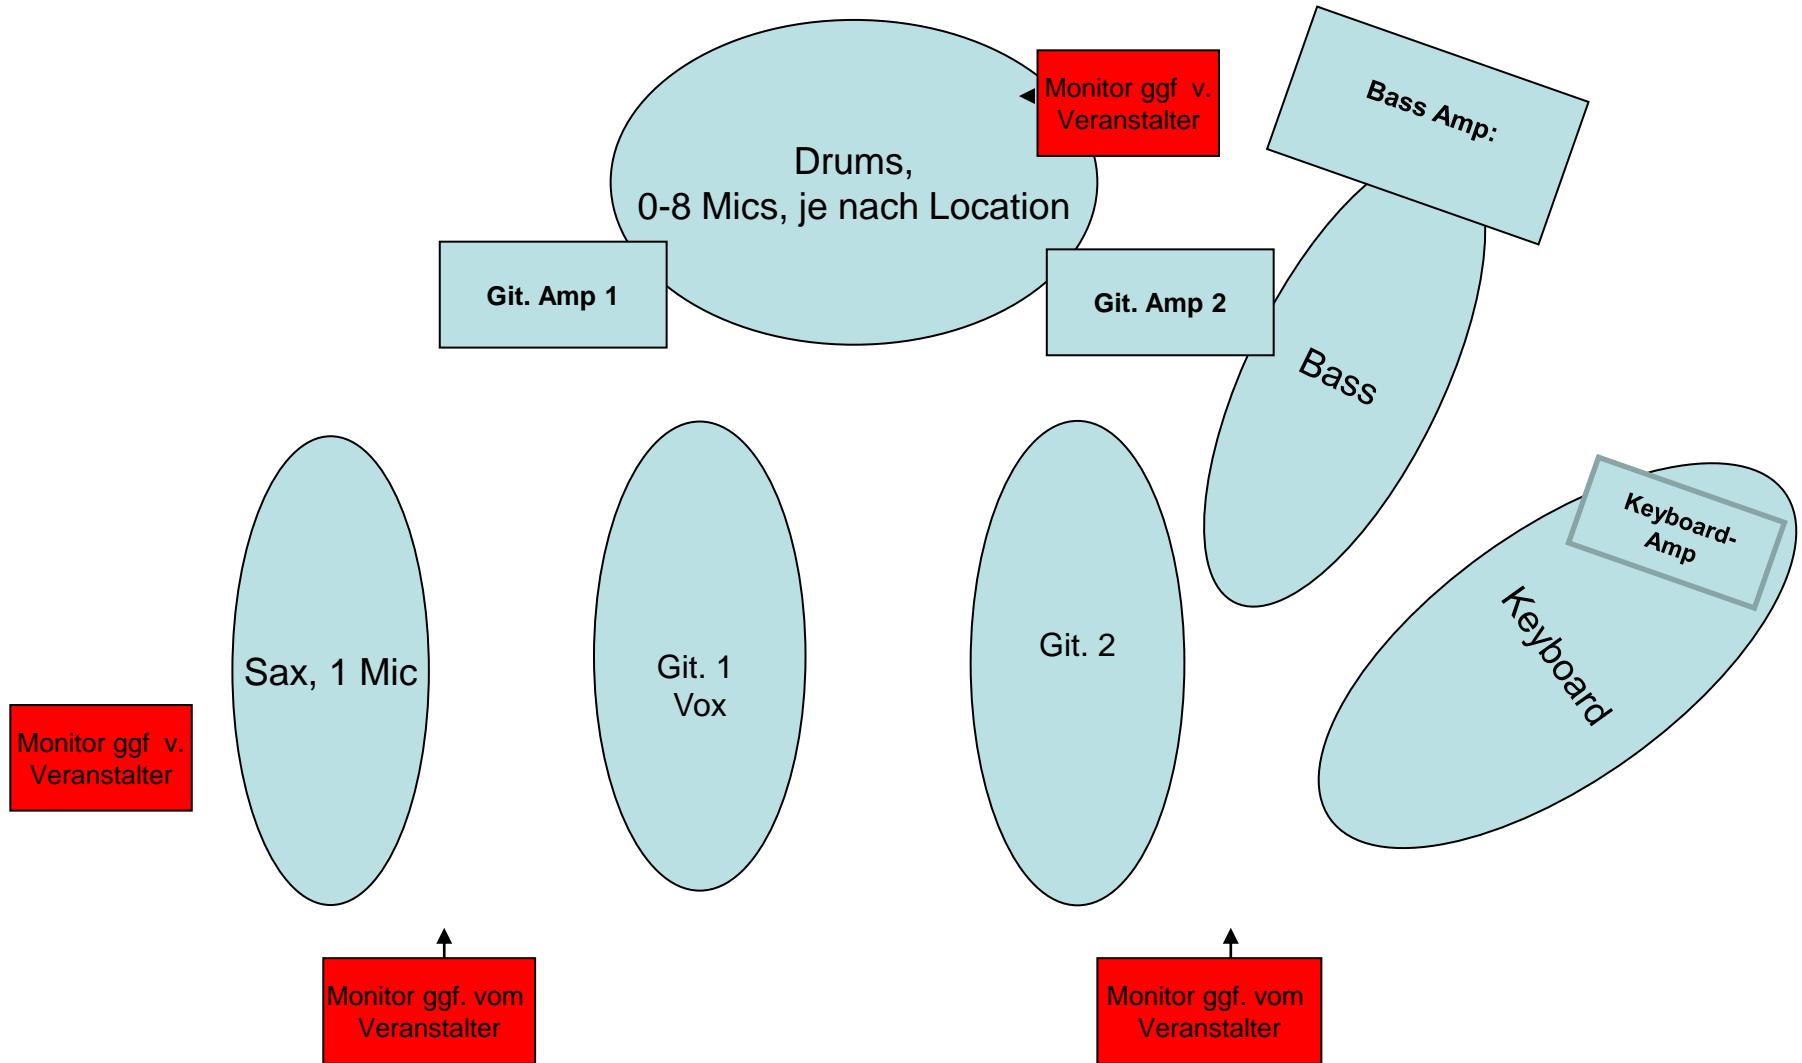 Monitor ggf v.
Veranstalter
Bass Amp:
Drums,
0-8 Mics, je nach Location
Git. Amp 1
Git. Amp 2
Bass
Keyboard-
Amp
Keyboard
Sax, 1 Mic
Git. 1
Vox
Git. 2
Monitor ggf v.
Veranstalter
Monitor ggf. vom
Veranstalter
Monitor ggf. vom
Veranstalter